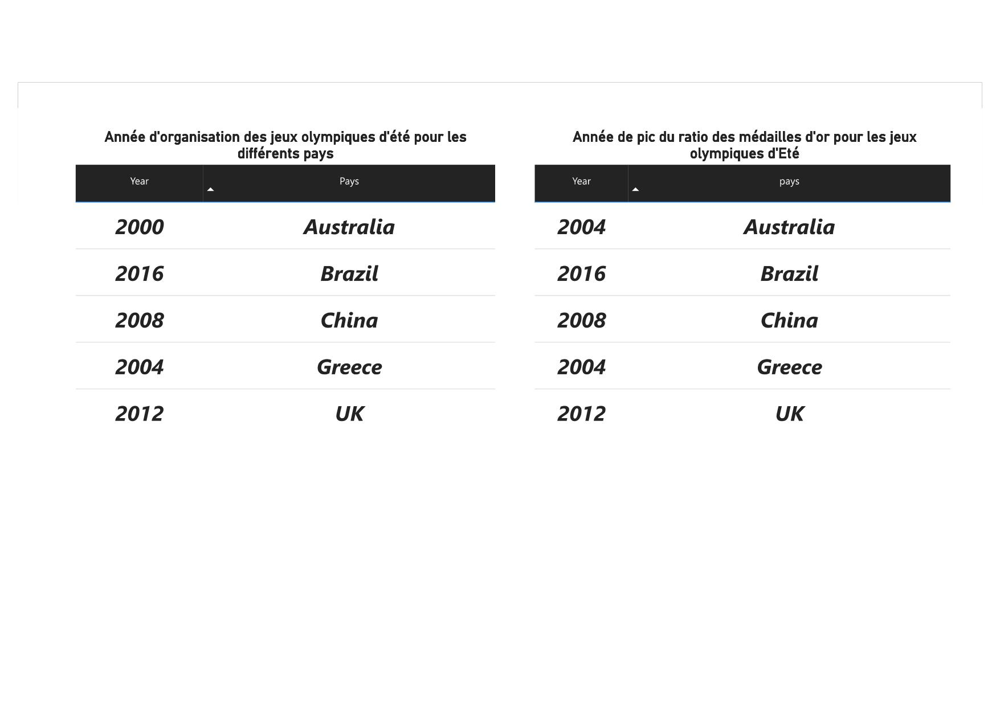 Année d'organisation des jeux olympiques d'été pour les
différents pays
Year Pays
2000 Australia
2016 Brazil
2008 China
2004 Greece
2012 UK
Année de pic du ratio des médailles d'or pour les jeux
olympiques d'Eté
Year pays
2004 Australia
2016 Brazil
2008 China
2004 Greece
2012 UK